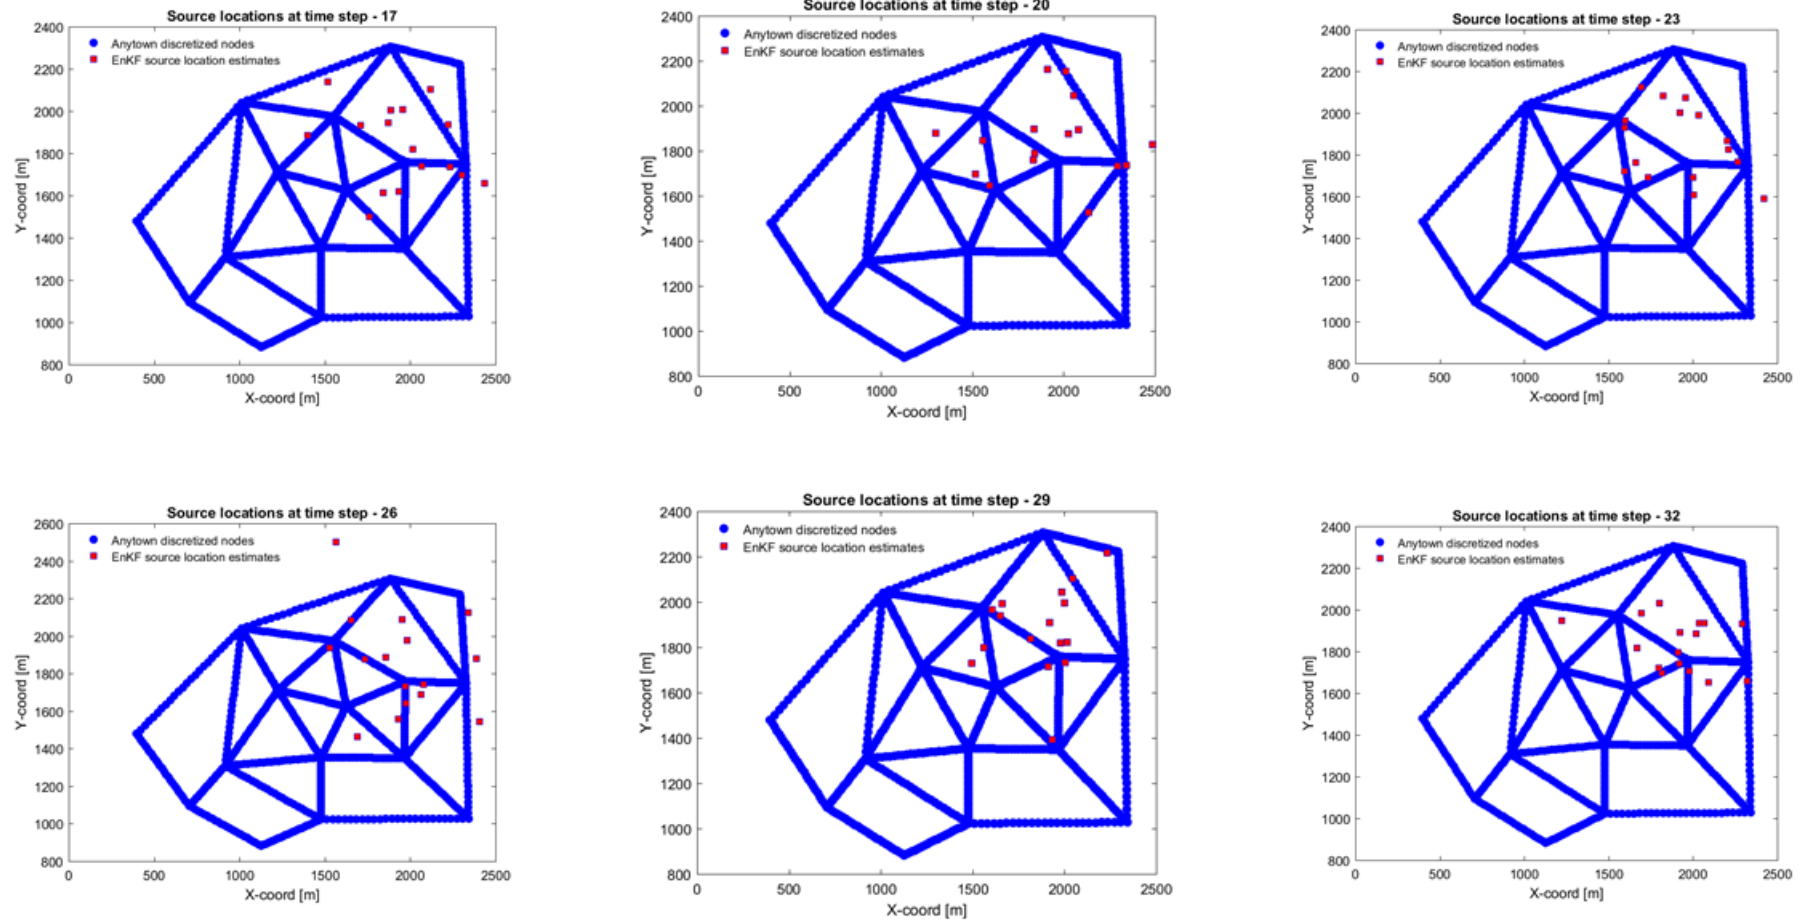 Source locations at time step - 17
Anytown discretized nodes
EnKF source location estimates
2400
2200
2000
1800
1600
1400
1200
1000
800
Y-coord [m]
0 500 1000 1500 2000 2500
X-coord [m]
Source locations at time step - 20
Anytown discretized nodes
EnKF source location estimates
2400
2200
2000
1800
1600
1400
1200
1000
800
Y-coord [m]
0 500 1000 1500 2000 2500
X-coord [m]
Source locations at time step - 23
Anytown discretized nodes
EnKF source location estimates
2400
2200
2000
1800
1600
1400
1200
1000
800
Y-coord [m]
0 500 1000 1500 2000 2500
X-coord [m]
Source locations at time step - 26
Anytown discretized nodes
EnKF source location estimates
2600
2400
2200
2000
1800
1600
1400
1200
1000
800
Y-coord [m]
0 500 1000 1500 2000 2500
X-coord [m]
Source locations at time step - 29
Anytown discretized nodes
EnKF source location estimates
2400
2200
2000
1800
1600
1400
1200
1000
800
Y-coord [m]
0 500 1000 1500 2000 2500
X-coord [m]
Source locations at time step - 32
Anytown discretized nodes
EnKF source location estimates
2400
2200
2000
1800
1600
1400
1200
1000
800
Y-coord [m]
0 500 1000 1500 2000 2500
X-coord [m]